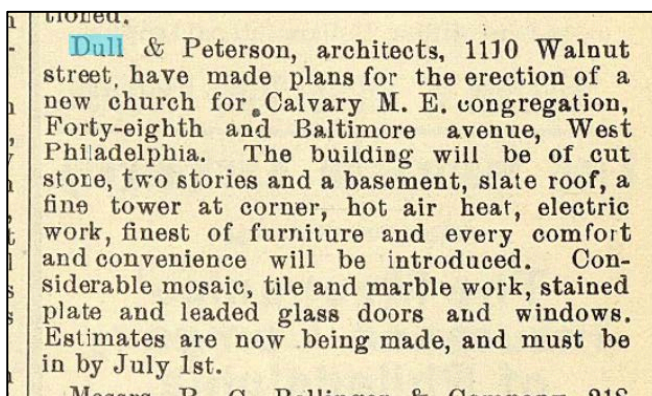 tioned.
Dull & Peterson, architects, 1110 Walnut
street, have made plans for the erection of a
new church for Calvary M. E. congregation,
Forty-eighth and Baltimore avenue, West
Philadelphia. The building will be of cut
stone, two stories and a basement, slate roof, a
fine tower at corner, hot air heat, electric
work, finest of furniture and every comfort
and convenience will be introduced. Con-
siderable mosaic, tile and marble work, stained
plate and leaded glass doors and windows.
Estimates are now being made, and must be
in by July 1st.